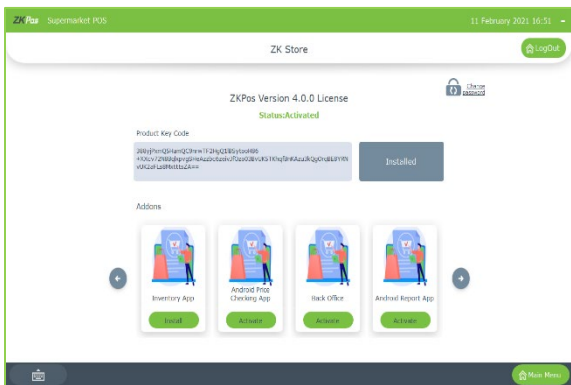 ZKPos Supermarket POS
11 February 2021 16:51
ZK Store
LogOut
Change
password
ZKPos Version 4.0.0 License
Status:Activated
Product Key Code
Installed
Addons
Inventory App
Install
Android Price
Checking App
Activate
Back Office
Activate
Android Report App
Activate
Main Menu